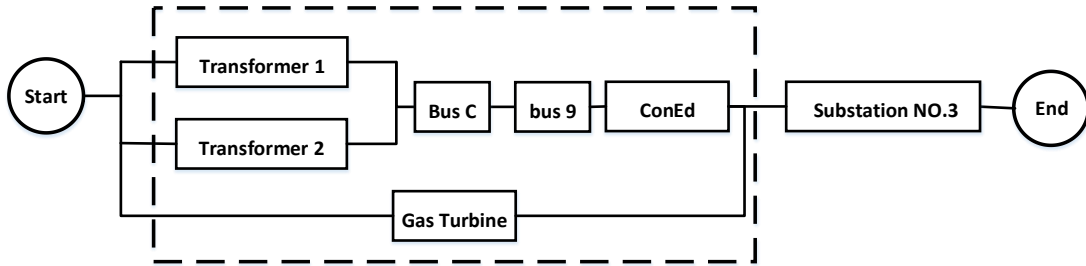 Start
Transformer 1
Transformer 2
Bus C
bus 9
ConEd
Gas Turbine
Substation NO.3
End